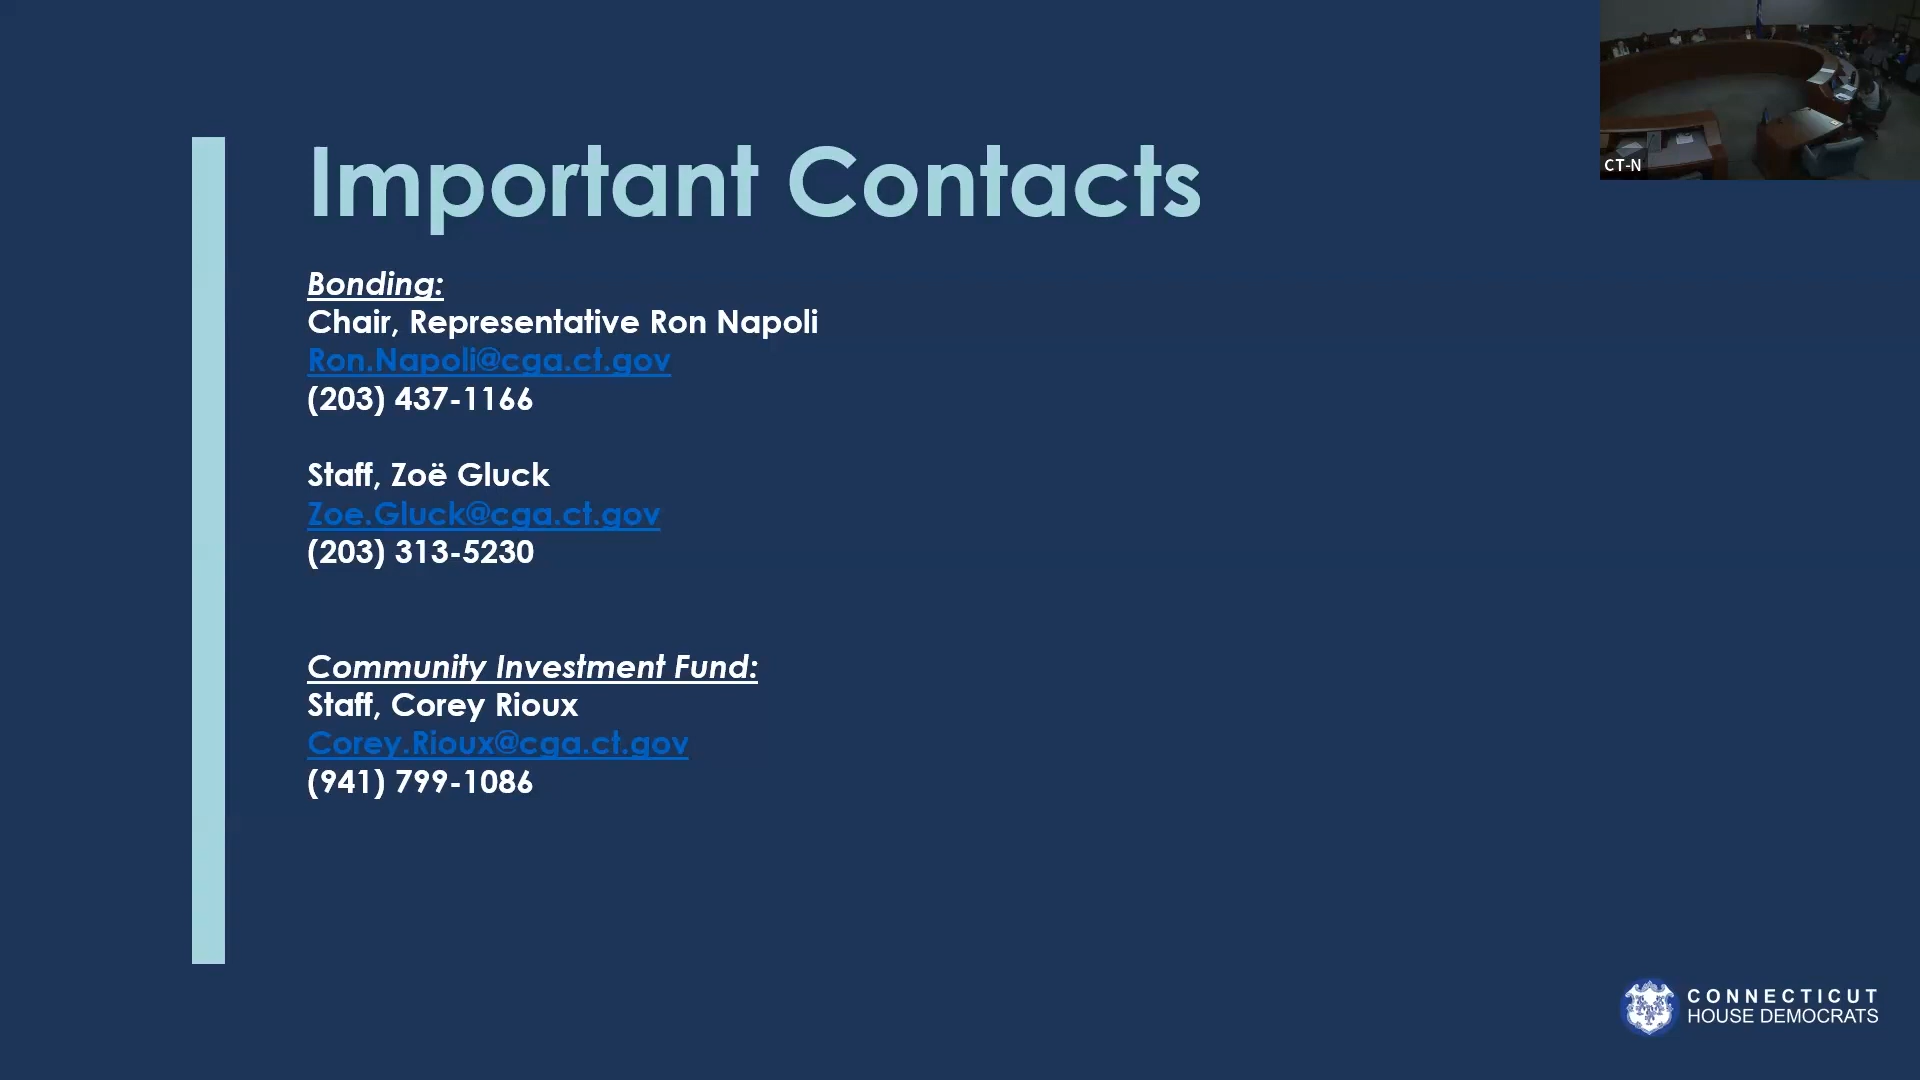 Important Contacts
Bonding:
Chair, Representative Ron Napoli
Ron.Napoli@cga.ct.gov
(203) 437-1166
Staff, Zoë Gluck
Zoe.Gluck@cga.ct.gov
(203) 313-5230
Community Investment Fund:
Staff, Corey Rioux
Corey.Rioux@cga.ct.gov
(941) 799-1086
CT-N
CONNECTICUT
HOUSE DEMOCRATS